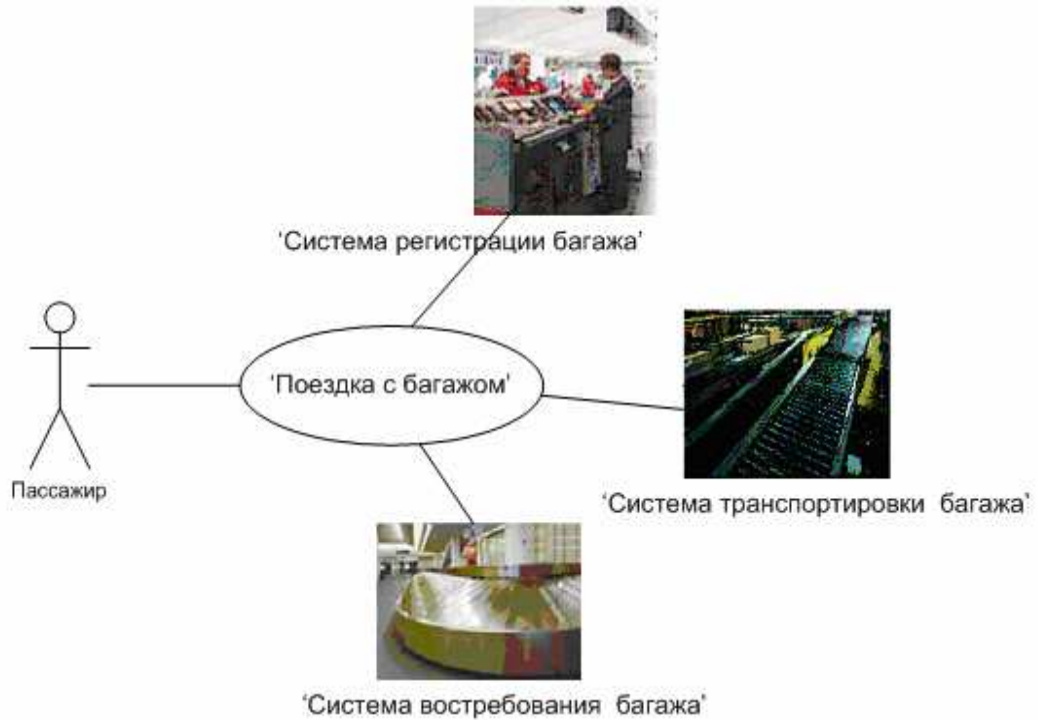 ‘Система регистрации багажа’
‘Поездка с багажом’
Пассажир
‘Система транспортировки багажа’
‘Система востребования багажа’